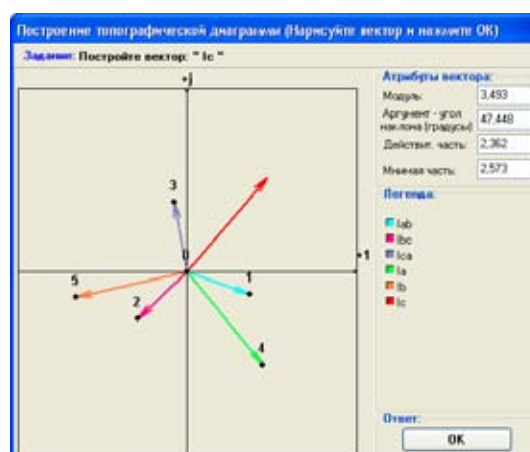 Построение топографической диаграммы (Нарисуйте вектор и нажмите ОК)
Задание: Постройте вектор: " Ic "
+j
Атрибуты вектора:
Модуль: 3,493
Аргумент - угол наклона (градусы) 47,448
Действит. часть: 2,362
Мнимая часть: 2,573
Легенда:
Iab
Ibc
Ica
Ia
Ib
Ic
3
0
+1
5
2
1
4
Ответ:
OK